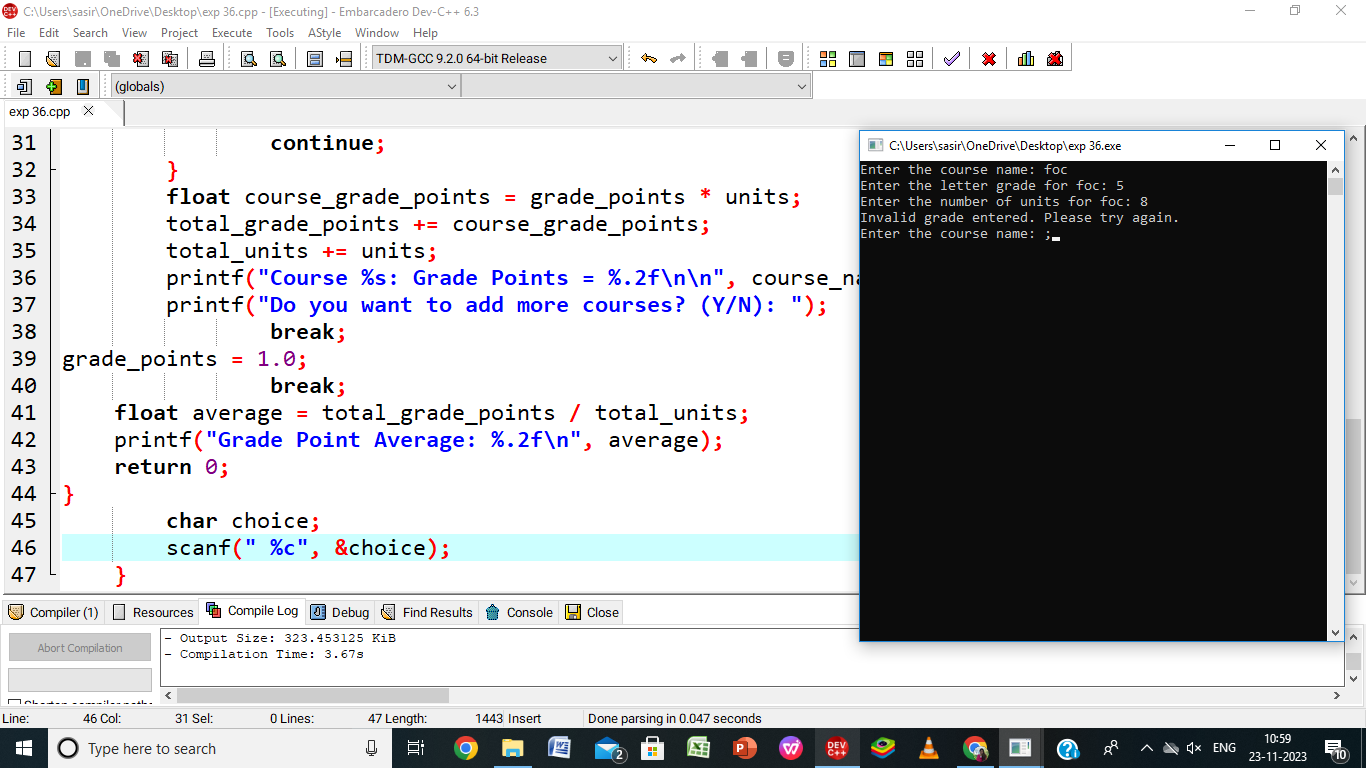 C:\Users\sasir\OneDrive\Desktop\exp 36.cpp - [Executing] - Embarcadero Dev-C++ 6.3
File Edit Search View Project Execute Tools AStyle Window Help
TDM-GCC 9.2.0 64-bit Release
(globals)
exp 36.cpp
31 continue;
32 }
33 float course_grade_points = grade_points * units;
34 total_grade_points += course_grade_points;
35 total_units += units;
36 printf("Course %s: Grade Points = %.2f\n\n", course_na
37 printf("Do you want to add more courses? (Y/N): ");
38 break;
39 grade_points = 1.0;
40 break;
41 float average = total_grade_points / total_units;
42 printf("Grade Point Average: %.2f\n", average);
43 return 0;
44 }
45 char choice;
46 scanf(" %c", &choice);
47 }
C:\Users\sasir\OneDrive\Desktop\exp 36.exe
Enter the course name: foc
Enter the letter grade for foc: 5
Enter the number of units for foc: 8
Invalid grade entered. Please try again.
Enter the course name: ;
Compiler (1) Resources Compile Log Debug Find Results Console Close
Abort Compilation
- Output Size: 323.453125 KiB
- Compilation Time: 3.67s
Line: 46 Col: 31 Sel: 0 Lines: 47 Length: 1443 Insert Done parsing in 0.047 seconds
Type here to search
2
DEV C++
ENG
10:59
23-11-2023
10